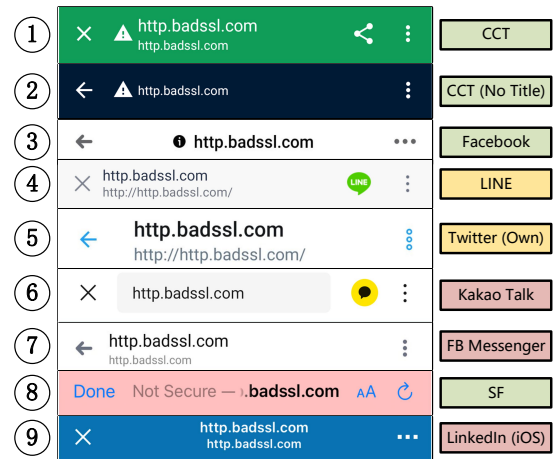 1 http.badssl.com CCT
http.badssl.com
2 http.badssl.com CCT (No Title)
3 http.badssl.com Facebook
4 http.badssl.com LINE LINE
http://http.badssl.com/
5 http.badssl.com Twitter (Own)
http://http.badssl.com/
6 http.badssl.com Kakao Talk
7 http.badssl.com FB Messenger
http.badssl.com
8 Done Not Secure — .badssl.com AA SF
9 http.badssl.com LinkedIn (iOS)
http.badssl.com